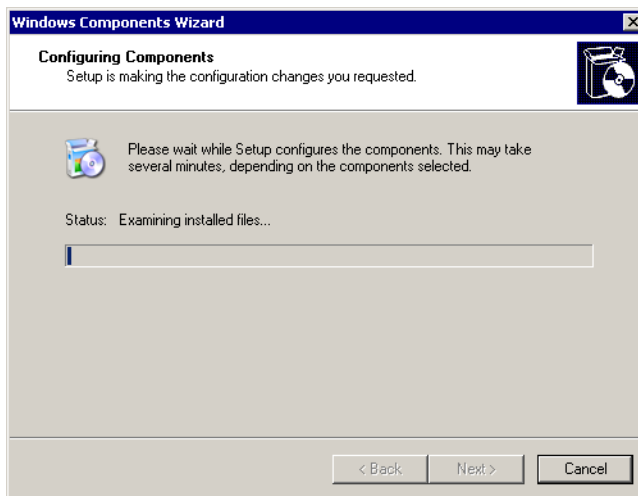 Windows Components Wizard
Configuring Components
Setup is making the configuration changes you requested.
Please wait while Setup configures the components. This may take
several minutes, depending on the components selected.
Status: Examining installed files...
< Back
Next >
Cancel